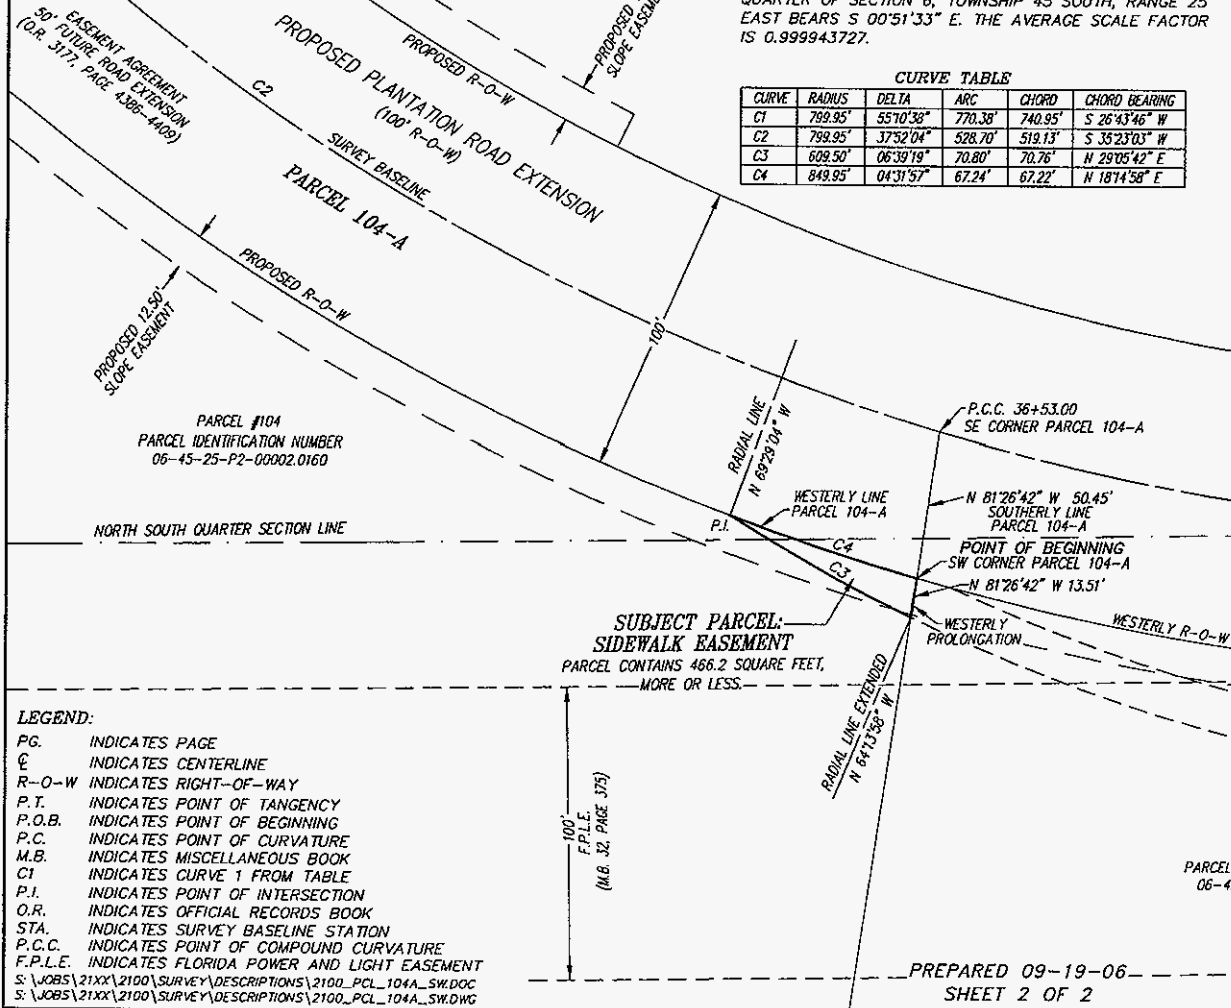 QUARTER OF SECTION 6, TOWNSHIP 45 SOUTH, RANGE 25
EAST BEARS S 00°51'33" E. THE AVERAGE SCALE FACTOR
IS 0.999943727.
CURVE TABLE
CURVE RADIUS DELTA ARC CHORD CHORD BEARING
C1 799.95' 55°10'38" 770.38' 740.95' S 26°43'46" W
C2 799.95' 37°52'04" 528.70' 519.13' S 35°23'03" W
C3 609.50' 06°39'19" 70.80' 70.76' N 29°05'42" E
C4 849.95' 04°31'57" 67.24' 67.22' N 18°14'58" E
EASEMENT AGREEMENT
50' FUTURE ROAD EXTENSION
(O.R. 3177, PAGE 4386-4409)
C2
PROPOSED R-O-W
PROPOSED
SLOPE EASEME
PROPOSED PLANTATION ROAD EXTENSION
(100' R-O-W)
SURVEY BASELINE
PARCEL 104-A
PROPOSED R-O-W
PROPOSED 12.50'
SLOPE EASEMENT
100'
PARCEL #104
PARCEL IDENTIFICATION NUMBER
06-45-25-P2-00002.0160
RADIAL LINE
N 69°29'04" W
P.C.C. 36+53.00
SE CORNER PARCEL 104-A
WESTERLY LINE
PARCEL 104-A
N 81°26'42" W 50.45'
SOUTHERLY LINE
PARCEL 104-A
P.I.
NORTH SOUTH QUARTER SECTION LINE
C4
C3
POINT OF BEGINNING
SW CORNER PARCEL 104-A
N 81°26'42" W 13.51'
WESTERLY
PROLONGATION
WESTERLY R-O-W
SUBJECT PARCEL:
SIDEWALK EASEMENT
PARCEL CONTAINS 466.2 SQUARE FEET,
MORE OR LESS.
RADIAL LINE EXTENDED
N 64°13'58" W
LEGEND:
PG. INDICATES PAGE
℄ INDICATES CENTERLINE
R-O-W INDICATES RIGHT-OF-WAY
P.T. INDICATES POINT OF TANGENCY
P.O.B. INDICATES POINT OF BEGINNING
P.C. INDICATES POINT OF CURVATURE
M.B. INDICATES MISCELLANEOUS BOOK
C1 INDICATES CURVE 1 FROM TABLE
P.I. INDICATES POINT OF INTERSECTION
O.R. INDICATES OFFICIAL RECORDS BOOK
STA. INDICATES SURVEY BASELINE STATION
P.C.C. INDICATES POINT OF COMPOUND CURVATURE
F.P.L.E. INDICATES FLORIDA POWER AND LIGHT EASEMENT
S:\JOBS\21XX\2100\SURVEY\DESCRIPTIONS\2100_PCL_104A_SW.DOC
S:\JOBS\21XX\2100\SURVEY\DESCRIPTIONS\2100_PCL_104A_SW.DWG
100'
F.P.L.E.
(M.B. 32, PAGE 375)
PARCEL
06-4
PREPARED 09-19-06
SHEET 2 OF 2